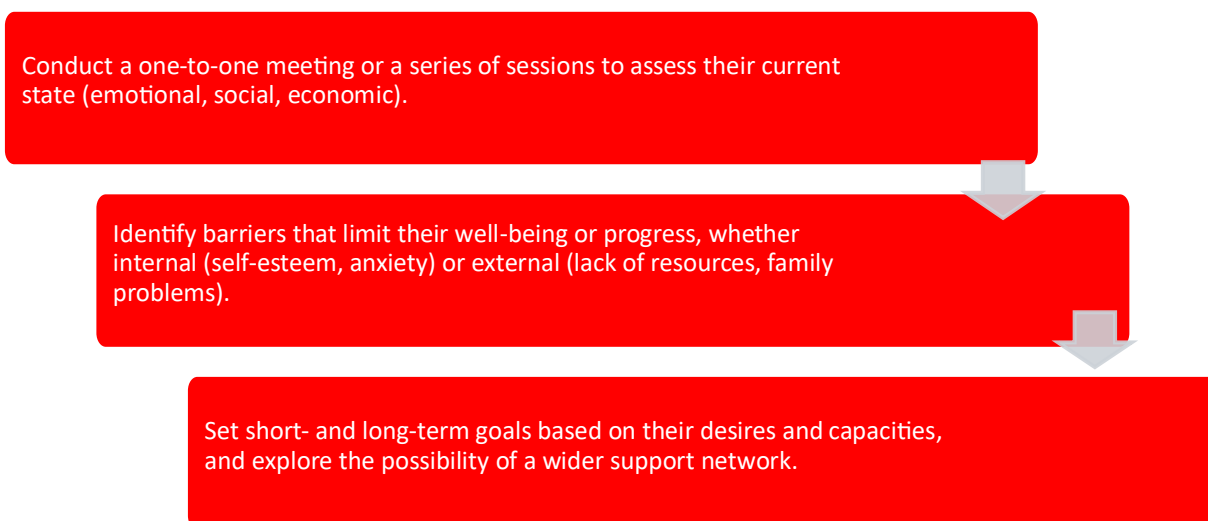 Conduct a one-to-one meeting or a series of sessions to assess their current
state (emotional, social, economic).
Identify barriers that limit their well-being or progress, whether
internal (self-esteem, anxiety) or external (lack of resources, family
problems).
Set short- and long-term goals based on their desires and capacities,
and explore the possibility of a wider support network.